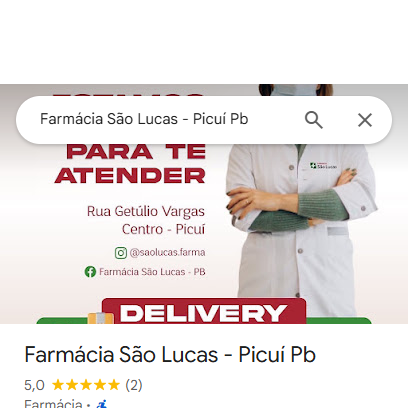 Farmácia São Lucas - Picuí Pb
PARA TE
ATENDER
Rua Getúlio Vargas
Centro - Picuí
@saolucas.farma
Farmácia São Lucas - PB
DELIVERY
Farmácia São Lucas - Picuí Pb
5,0 (2)
Farmácia ·